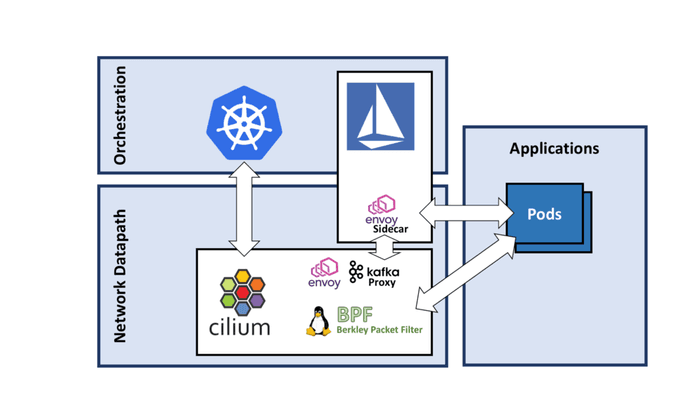 Orchestration
Applications
envoy
Sidecar
Pods
Network Datapath
cilium
envoy
kafka
Proxy
BPF
Berkley Packet Filter